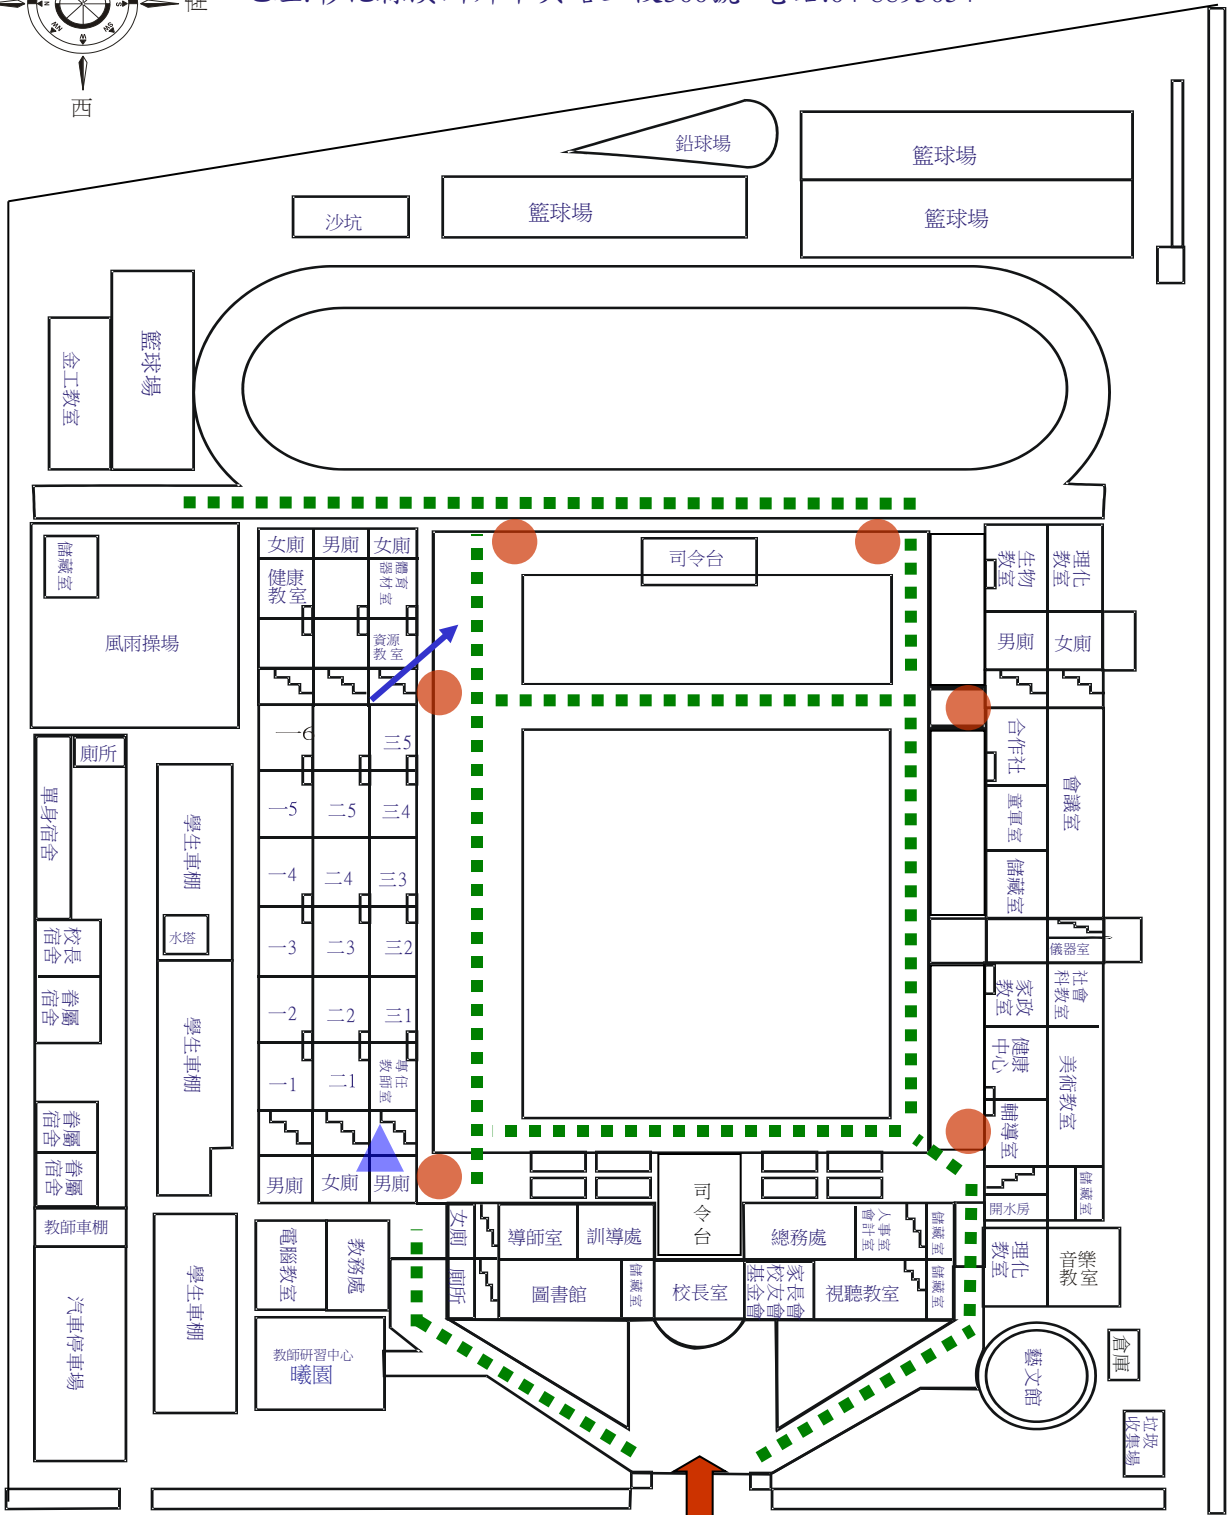 西
鉛球場
籃球場
籃球場
籃球場
沙坑
籃球場
金工教室
儲藏室
風雨操場
女廁
男廁
女廁
健康
教室
體育
器材室
資源
教室
司令台
生物
教室
理化
教室
男廁
女廁
一6
三5
一5
二5
三4
一4
二4
三3
一3
二3
三2
一2
二2
三1
一1
二1
專任
教師室
男廁
女廁
男廁
廁所
單身宿舍
校長
宿舍
眷屬
宿舍
眷屬
宿舍
眷屬
宿舍
教師車棚
汽車停車場
學生車棚
水塔
學生車棚
學生車棚
合作社
童軍室
儲藏室
會議室
儀器室
家政
教室
社會
科教室
健康
中心
美術教室
輔導室
開水房
儲藏室
理化
教室
音樂
教室
電腦教室
教務處
教師研習中心
曦園
女廁
導師室
訓導處
司令台
總務處
人事室
會計室
儲藏室
廁所
圖書館
儲藏室
校長室
家長會
校友會
基金會
視聽教室
儲藏室
藝文館
倉庫
垃圾
收集場